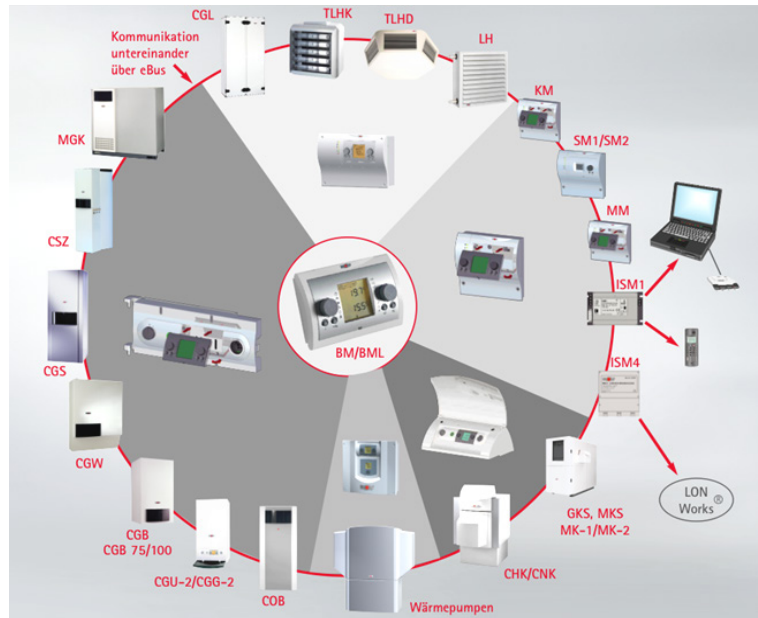 CGL
TLHK
TLHD
LH
Kommunikation
untereinander
über eBus
KM
SM1/SM2
MM
MGK
CSZ
ISM1
CGS
BM/BML
ISM4
CGW
LON
Works ®
GKS, MKS
MK-1/MK-2
CGB
CGB 75/100
CHK/CNK
CGU-2/CGG-2
COB
Wärmepumpen